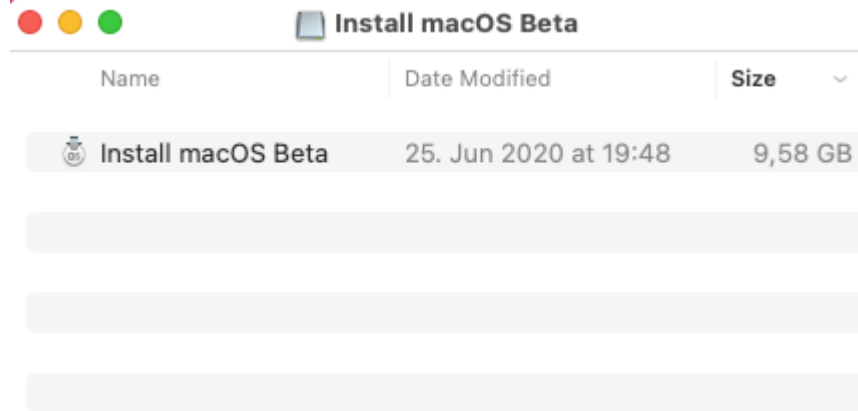 Install macOS Beta
Name Date Modified Size
Install macOS Beta 25. Jun 2020 at 19:48 9,58 GB